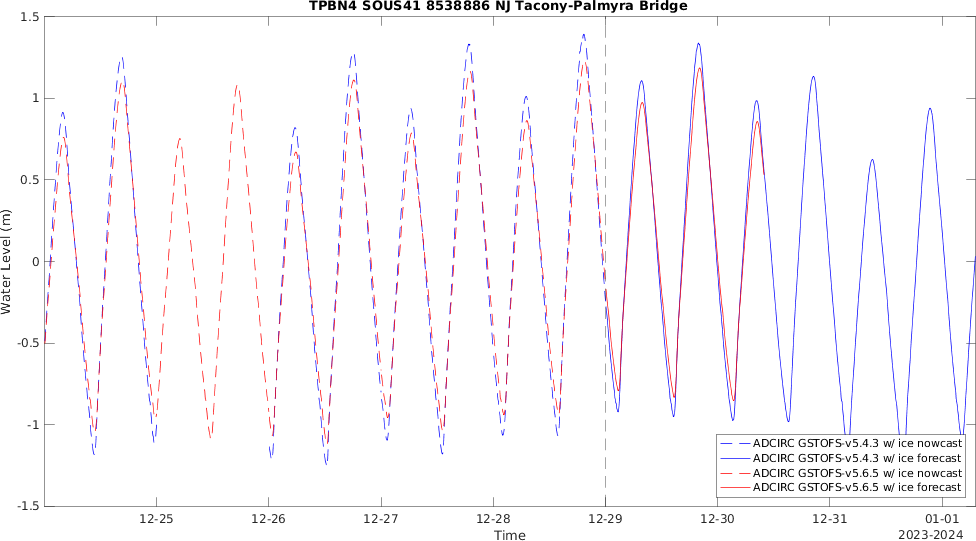 TPBN4 SOUS41 8538886 NJ Tacony-Palmyra Bridge
1.5
1
0.5
0
-0.5
-1
-1.5
Water Level (m)
12-25 12-26 12-27 12-28 12-29 12-30 12-31 01-01
Time
2023-2024
ADCIRC GSTOFS-v5.4.3 w/ ice nowcast
ADCIRC GSTOFS-v5.4.3 w/ ice forecast
ADCIRC GSTOFS-v5.6.5 w/ ice nowcast
ADCIRC GSTOFS-v5.6.5 w/ ice forecast